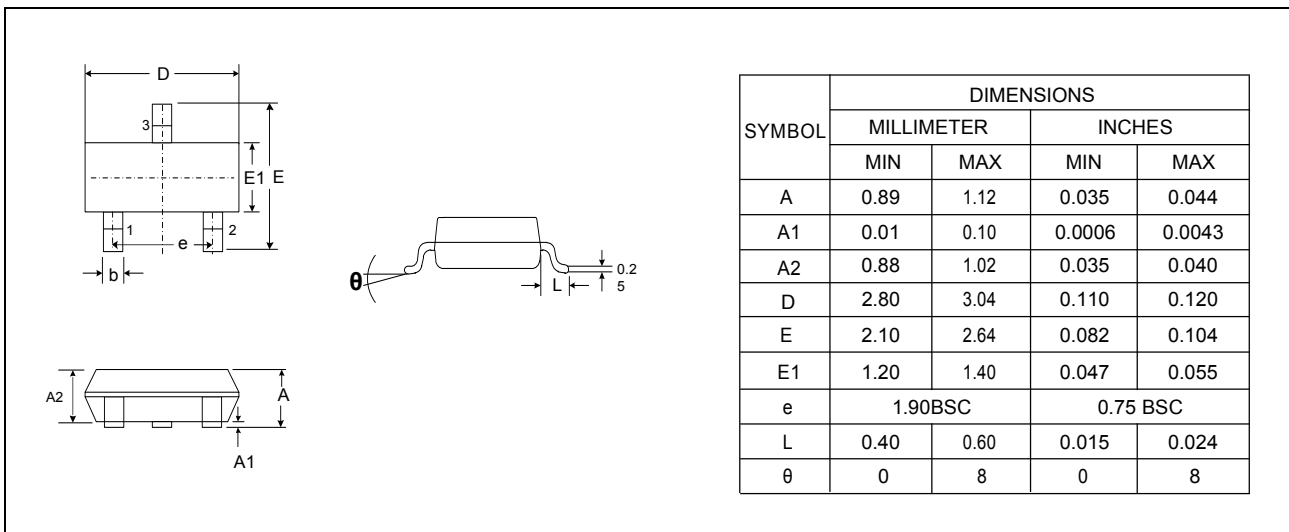 D
3
E1 E
1 2
e
b
θ
L
0.2
5
A2
A
A1
DIMENSIONS
SYMBOL MILLIMETER INCHES
MIN MAX MIN MAX
A 0.89 1.12 0.035 0.044
A1 0.01 0.10 0.0006 0.0043
A2 0.88 1.02 0.035 0.040
D 2.80 3.04 0.110 0.120
E 2.10 2.64 0.082 0.104
E1 1.20 1.40 0.047 0.055
e 1.90BSC 0.75 BSC
L 0.40 0.60 0.015 0.024
θ 0 8 0 8